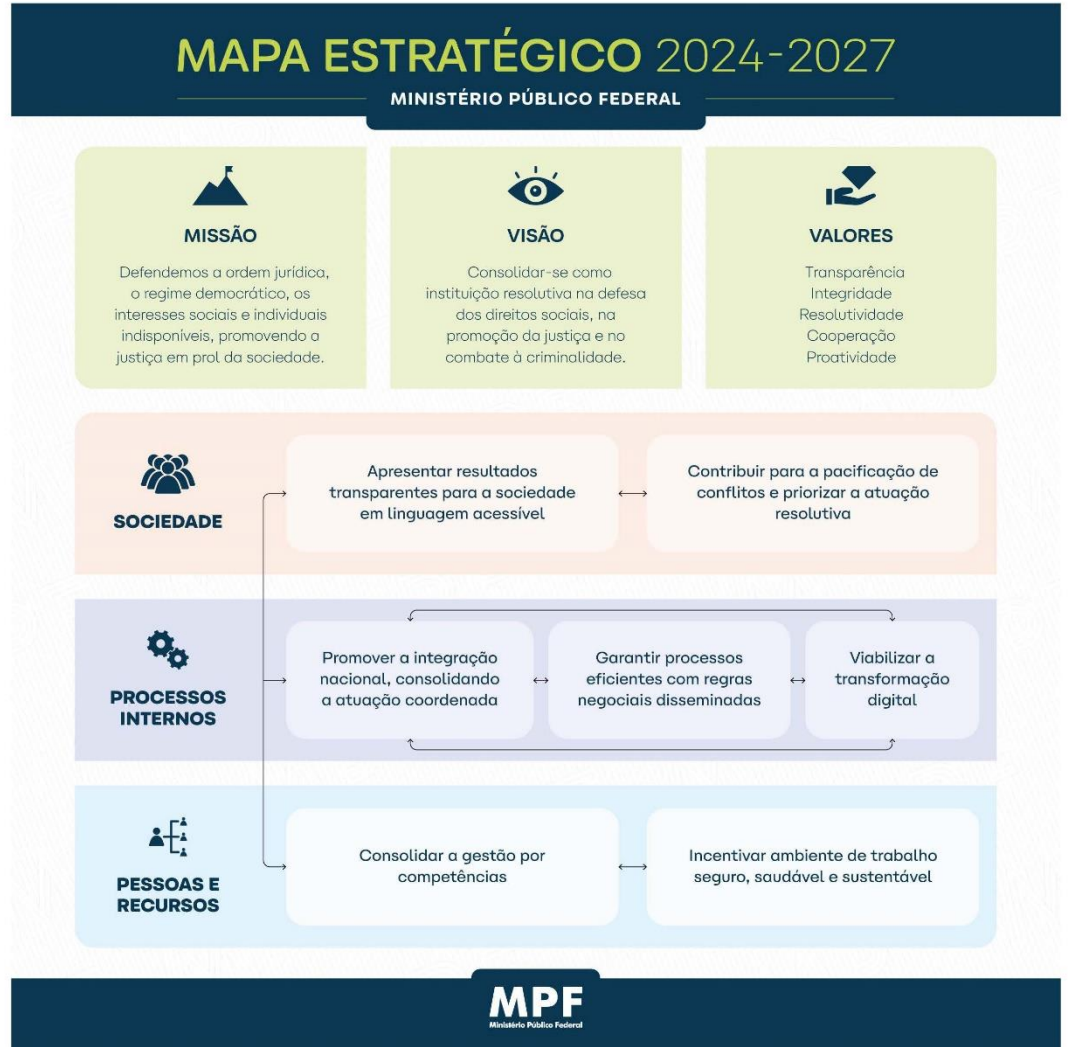 MAPA ESTRATÉGICO 2024-2027
MINISTÉRIO PÚBLICO FEDERAL
MISSÃO
Defendemos a ordem jurídica,
o regime democrático, os
interesses sociais e individuais
indisponíveis, promovendo a
justiça em prol da sociedade.
VISÃO
Consolidar-se como
instituição resolutiva na defesa
dos direitos sociais, na
promoção da justiça e no
combate à criminalidade.
VALORES
Transparência
Integridade
Resolutividade
Cooperação
Proatividade
SOCIEDADE
Apresentar resultados
transparentes para a sociedade
em linguagem acessível
Contribuir para a pacificação de
conflitos e priorizar a atuação
resolutiva
PROCESSOS
INTERNOS
Promover a integração
nacional, consolidando
a atuação coordenada
Garantir processos
eficientes com regras
negociais disseminadas
Viabilizar a
transformação
digital
PESSOAS E
RECURSOS
Consolidar a gestão por
competências
Incentivar ambiente de trabalho
seguro, saudável e sustentável
MPF
Ministério Público Federal